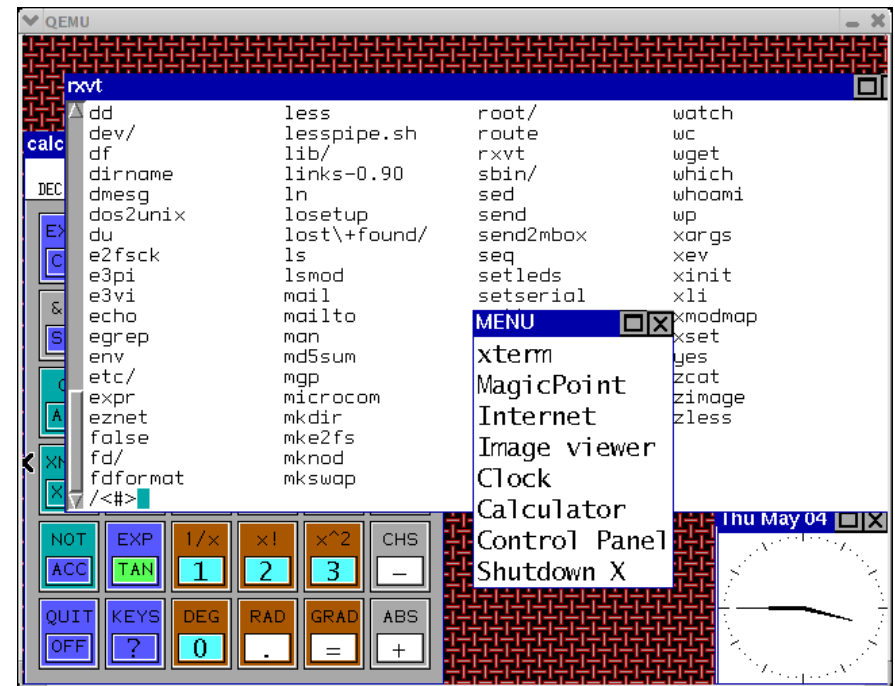 QEMU
rxvt
dd less root/ watch
dev/ lesspipe.sh route wc
df lib/ rxvt wget
dirname links-0.90 sbin/ which
dmesg ln sed whoami
dos2unix losetup send wp
du lost\+found/ send2mbox xargs
e2fsck ls seq xev
e3pi lsmod setleds xinit
e3vi mail setserial xli
echo mailto xmodmap
egrep man xset
env md5sum yes
etc/ mgp zcat
expr microcom zimage
eznet mkdir zless
false mke2fs
fd/ mknod
fdformat mkswap
/<#>
calc
DEC
MENU
xterm
MagicPoint
Internet
Image viewer
Clock
Calculator
Control Panel
Shutdown X
NOT EXP 1/x x! x^2 CHS
ACC TAN 1 2 3 −
QUIT KEYS DEG RAD GRAD ABS
OFF ? 0 . = +
Thu May 04